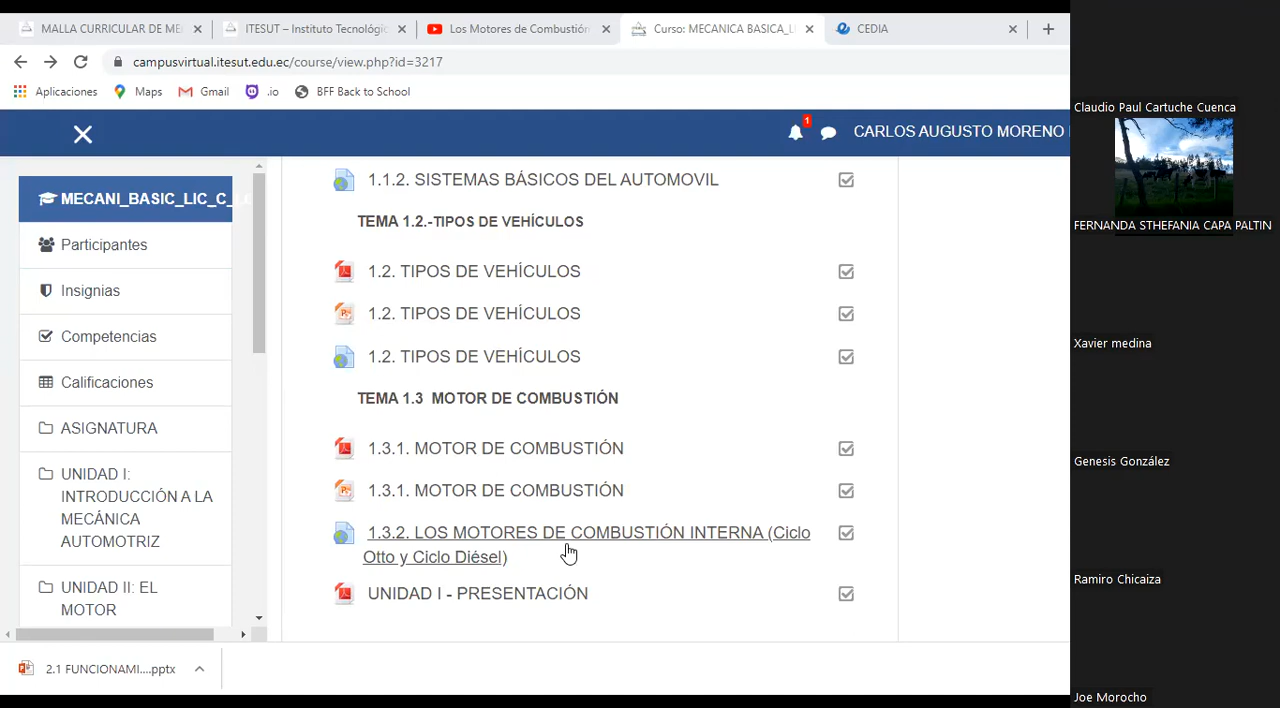 MALLA CURRICULAR DE ME
ITESUT – Instituto Tecnológic
Los Motores de Combustión
Curso: MECANICA BASICA_L
CEDIA
campusvirtual.itesut.edu.ec/course/view.php?id=3217
Aplicaciones
Maps
Gmail
.io
BFF Back to School
1
CARLOS AUGUSTO MORENO
MECANI_BASIC_LIC_C_
Participantes
Insignias
Competencias
Calificaciones
ASIGNATURA
UNIDAD I:
INTRODUCCIÓN A LA
MECÁNICA
AUTOMOTRIZ
UNIDAD II: EL
MOTOR
1.1.2. SISTEMAS BÁSICOS DEL AUTOMOVIL
TEMA 1.2.-TIPOS DE VEHÍCULOS
1.2. TIPOS DE VEHÍCULOS
1.2. TIPOS DE VEHÍCULOS
1.2. TIPOS DE VEHÍCULOS
TEMA 1.3 MOTOR DE COMBUSTIÓN
1.3.1. MOTOR DE COMBUSTIÓN
1.3.1. MOTOR DE COMBUSTIÓN
1.3.2. LOS MOTORES DE COMBUSTIÓN INTERNA (Ciclo
Otto y Ciclo Diésel)
UNIDAD I - PRESENTACIÓN
2.1 FUNCIONAMI....pptx
Claudio Paul Cartuche Cuenca
FERNANDA STHEFANIA CAPA PALTIN
Xavier medina
Genesis González
Ramiro Chicaiza
Joe Morocho